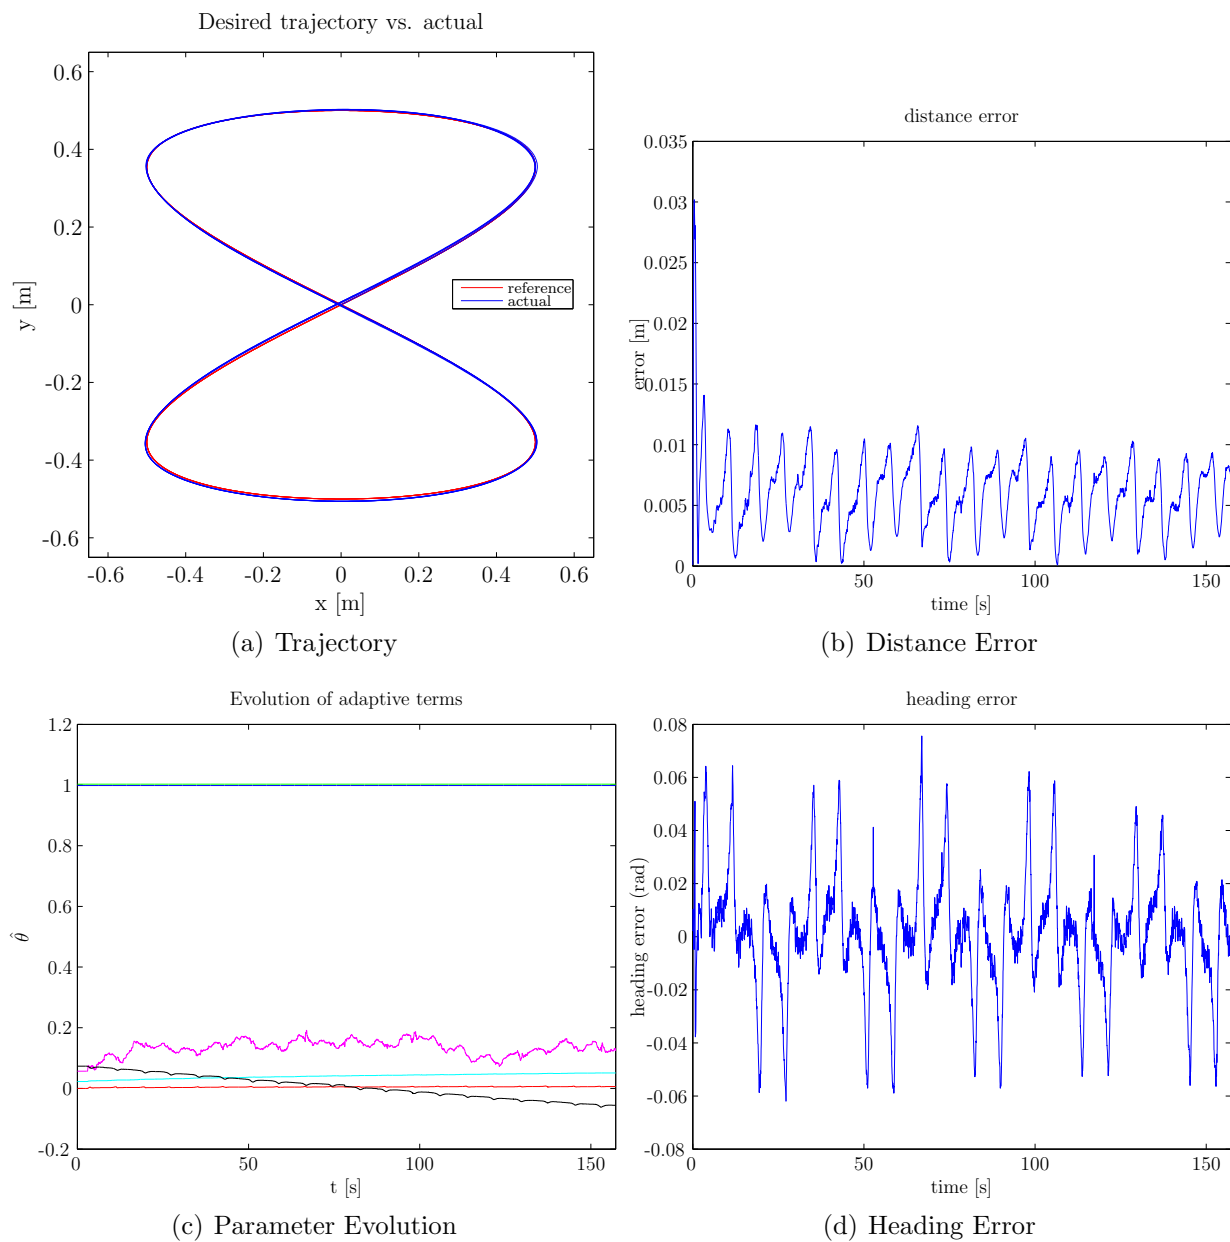 Desired trajectory vs. actual
0.6
0.4
0.2
0
-0.2
-0.4
-0.6
y [m]
reference
actual
-0.6 -0.4 -0.2 0 0.2 0.4 0.6
x [m]
(a) Trajectory
distance error
0.035
0.03
0.025
0.02
0.015
0.01
0.005
0
error [m]
0 50 100 150
time [s]
(b) Distance Error
Evolution of adaptive terms
1.2
1
0.8
0.6
0.4
0.2
0
-0.2
θ̂
0 50 100 150
t [s]
(c) Parameter Evolution
heading error
0.08
0.06
0.04
0.02
0
-0.02
-0.04
-0.06
-0.08
heading error (rad)
0 50 100 150
time [s]
(d) Heading Error